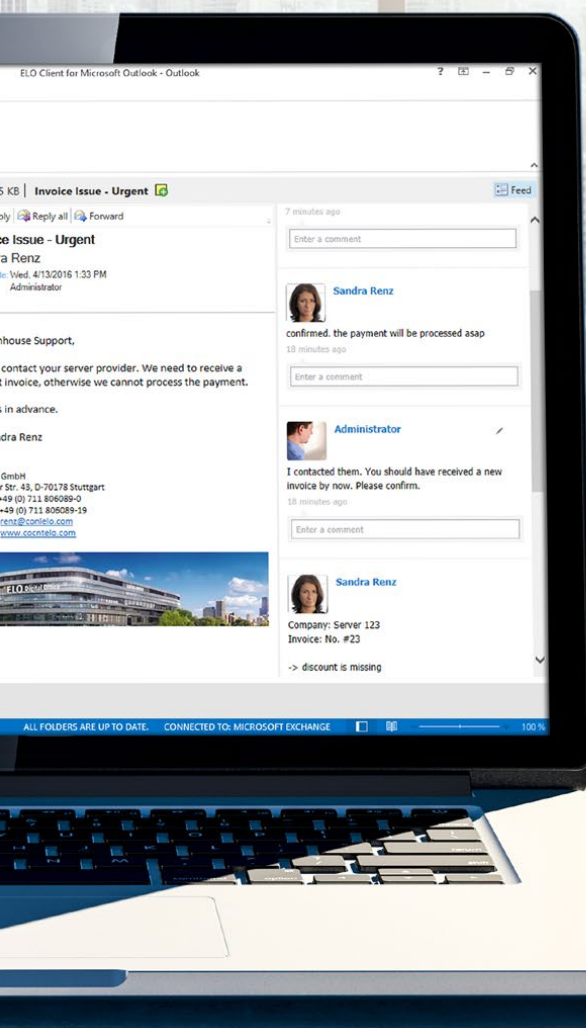 ELO Client for Microsoft Outlook - Outlook
5 KB | Invoice Issue - Urgent
Feed
Reply all Forward
ce Issue - Urgent
ra Renz
Wed, 4/13/2016 1:33 PM
Administrator
nhouse Support,
contact your server provider. We need to receive a
t invoice, otherwise we cannot process the payment.
s in advance.
dra Renz
GmbH
r Str. 43, D-70178 Stuttgart
+49 (0) 711 806089-0
+49 (0) 711 806089-19
renz@contelo.com
www.cocntelo.com
ELO Digital Office
7 minutes ago
Enter a comment
Sandra Renz
confirmed. the payment will be processed asap
18 minutes ago
Enter a comment
Administrator
I contacted them. You should have received a new
invoice by now. Please confirm.
18 minutes ago
Enter a comment
Sandra Renz
Company: Server 123
Invoice: No. #23
-> discount is missing
ALL FOLDERS ARE UP TO DATE. CONNECTED TO: MICROSOFT EXCHANGE 100 %